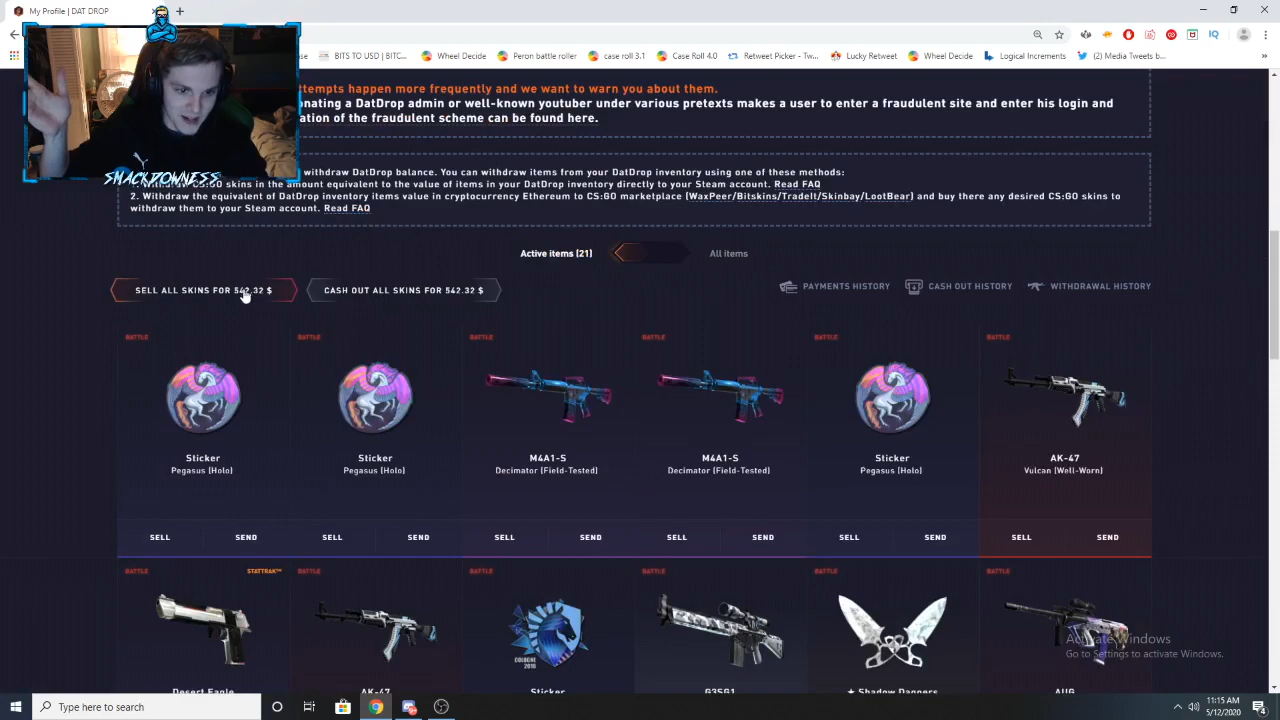 My Profile | DAT DROP
BITS TO USD | BITC...
Wheel Decide
Peron battle roller
case roll 3.1
Case Roll 4.0
Retweet Picker - Tw...
Lucky Retweet
Wheel Decide
Logical Increments
(2) Media Tweets b...
ttempts happen more frequently and we want to warn you about them.
onating a DatDrop admin or well-known youtuber under various pretexts makes a user to enter a fraudulent site and enter his login and
ation of the fraudulent scheme can be found here.
SMACKDOWNESS
withdraw DatDrop balance. You can withdraw items from your DatDrop inventory using one of these methods:
1. Withdraw CS:GO skins in the amount equivalent to the value of items in your DatDrop inventory directly to your Steam account. Read FAQ
2. Withdraw the equivalent of DatDrop inventory items value in cryptocurrency Ethereum to CS:GO marketplace (WaxPeer/Bitskins/TradeIt/Skinbay/LootBear) and buy there any desired CS:GO skins to
withdraw them to your Steam account. Read FAQ
Active items (21)
All items
SELL ALL SKINS FOR 542.32 $
CASH OUT ALL SKINS FOR 542.32 $
PAYMENTS HISTORY
CASH OUT HISTORY
WITHDRAWAL HISTORY
BATTLE
BATTLE
BATTLE
BATTLE
BATTLE
BATTLE
Sticker
Pegasus (Holo)
Sticker
Pegasus (Holo)
M4A1-S
Decimator (Field-Tested)
M4A1-S
Decimator (Field-Tested)
Sticker
Pegasus (Holo)
AK-47
Vulcan (Well-Worn)
SELL
SEND
SELL
SEND
SELL
SEND
SELL
SEND
SELL
SEND
SELL
SEND
BATTLE
STATTRAK™
BATTLE
BATTLE
BATTLE
BATTLE
BATTLE
COLOGNE
2016
Desert Eagle
AK-47
Sticker
G3SG1
★ Shadow Daggers
AUG
Activate Windows
Go to Settings to activate Windows.
Type here to search
11:15 AM
5/12/2020
4